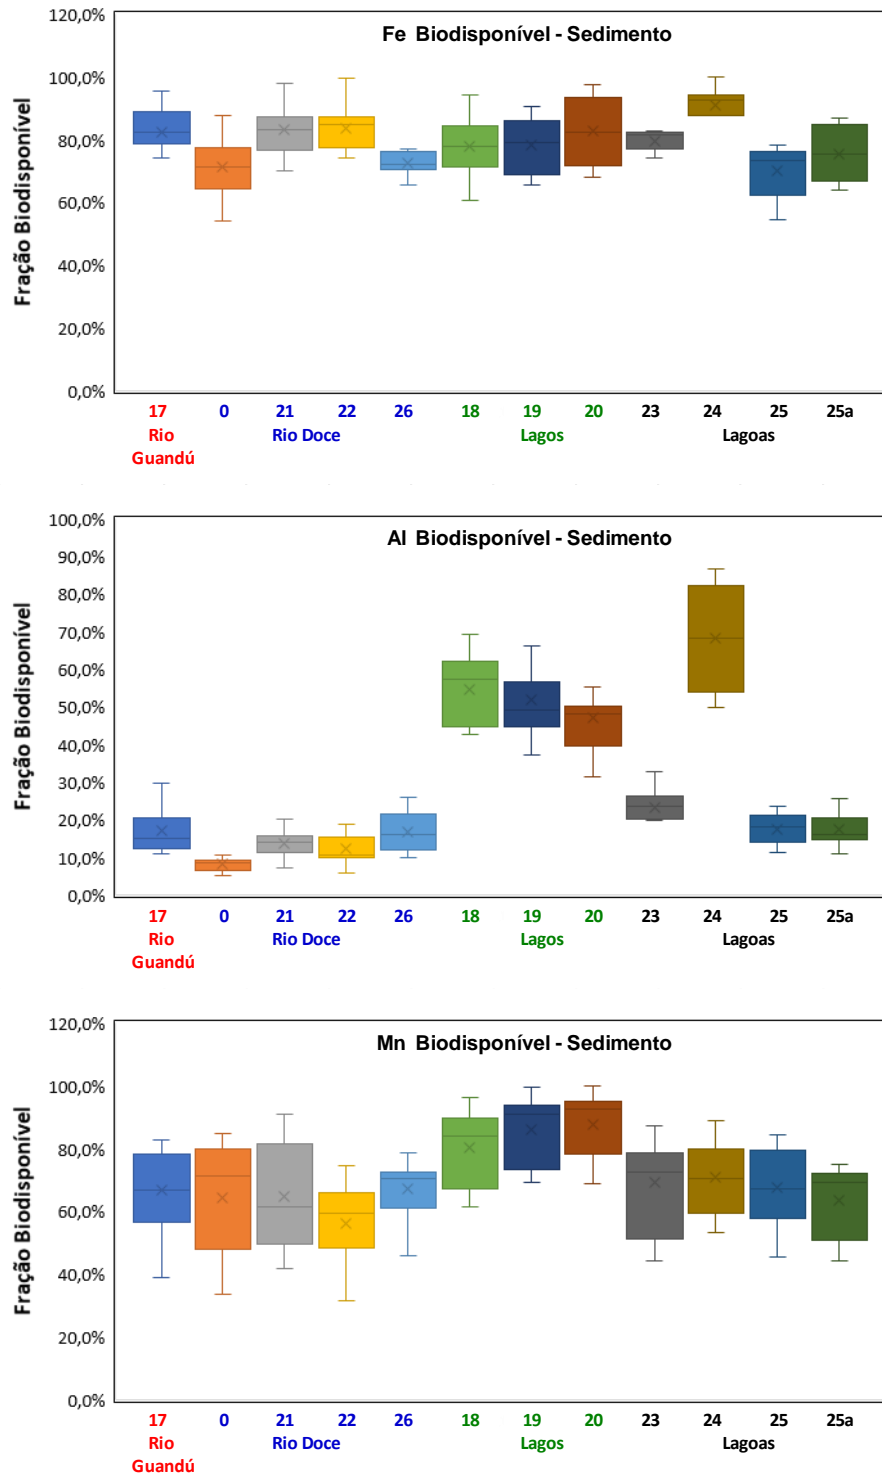 Fe Biodisponível - Sedimento
Fração Biodisponível
120,0%
100,0%
80,0%
60,0%
40,0%
20,0%
0,0%
17 0 21 22 26 18 19 20 23 24 25 25a
Rio Rio Doce Lagos Lagoas
Guandú
Al Biodisponível - Sedimento
Fração Biodisponível
100,0%
90,0%
80,0%
70,0%
60,0%
50,0%
40,0%
30,0%
20,0%
10,0%
0,0%
17 0 21 22 26 18 19 20 23 24 25 25a
Rio Rio Doce Lagos Lagoas
Guandú
Mn Biodisponível - Sedimento
Fração Biodisponível
120,0%
100,0%
80,0%
60,0%
40,0%
20,0%
0,0%
17 0 21 22 26 18 19 20 23 24 25 25a
Rio Rio Doce Lagos Lagoas
Guandú